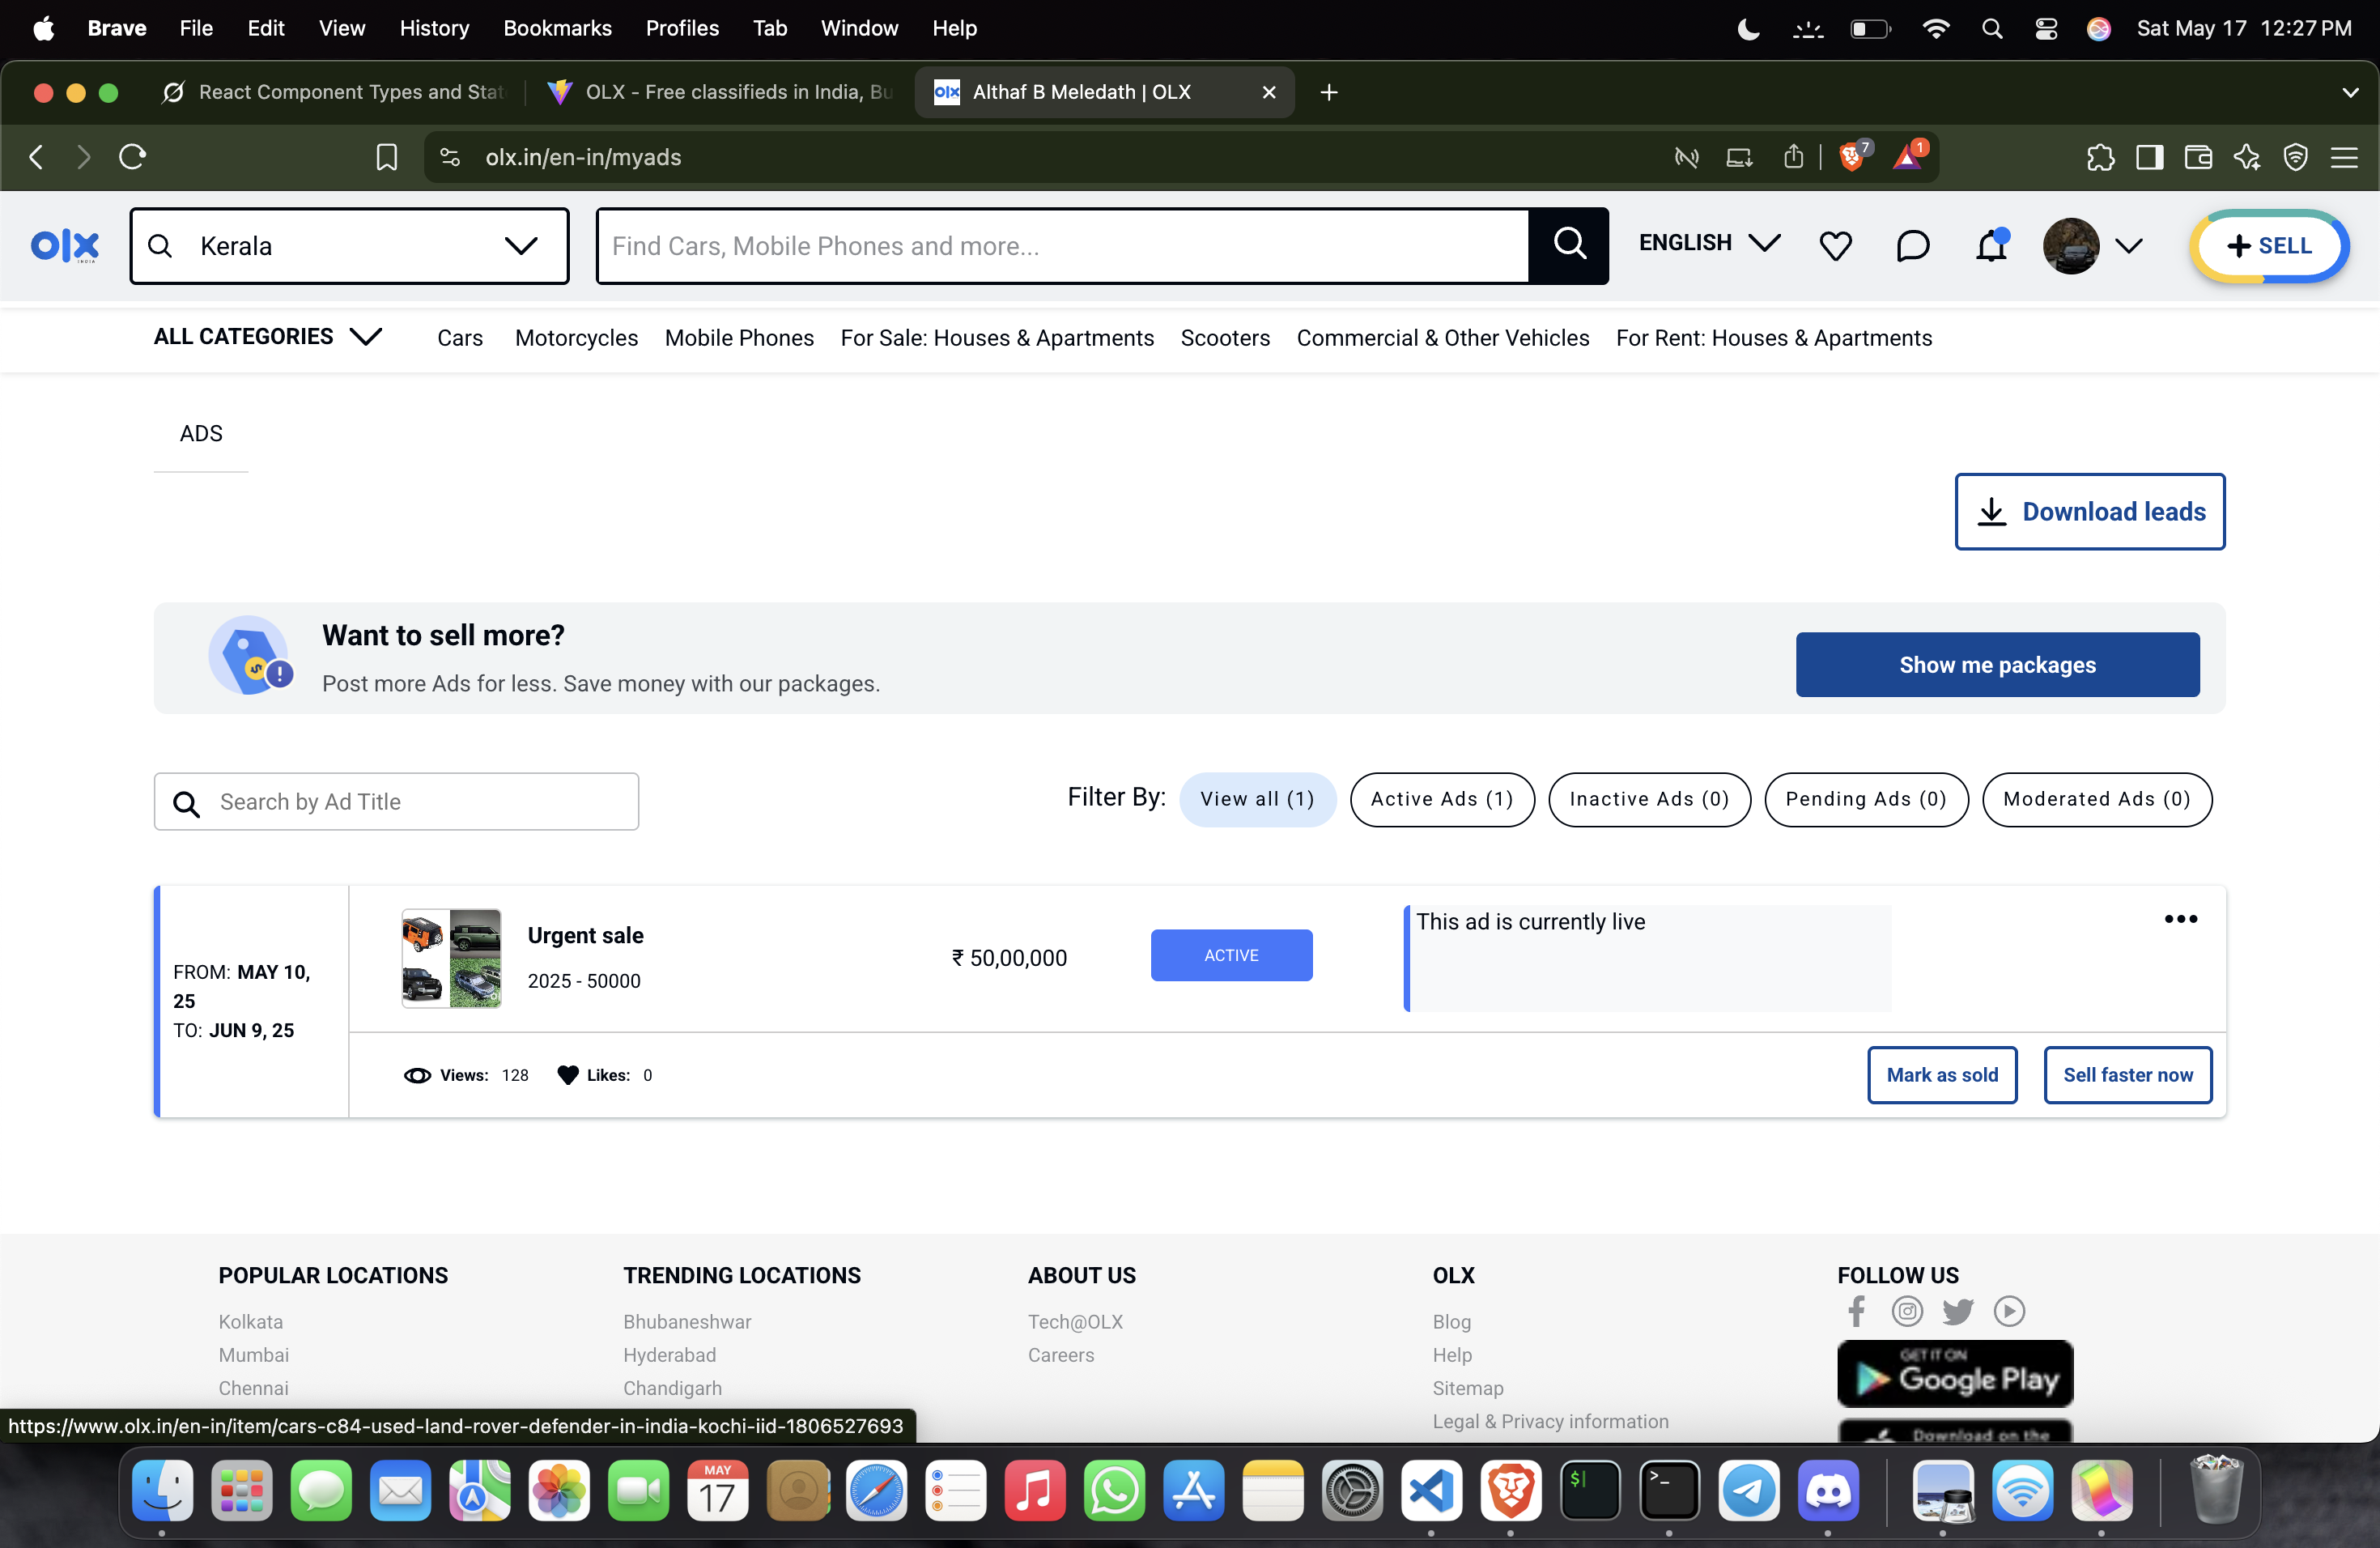 Brave File Edit View History Bookmarks Profiles Tab Window Help Sat May 17 12:27 PM
React Component Types and Stat OLX - Free classifieds in India, Bu olx Althaf B Meledath | OLX
olx.in/en-in/myads 7 1
olx INDIA Kerala Find Cars, Mobile Phones and more... ENGLISH SELL
ALL CATEGORIES Cars Motorcycles Mobile Phones For Sale: Houses & Apartments Scooters Commercial & Other Vehicles For Rent: Houses & Apartments
ADS
Download leads
Want to sell more?
Post more Ads for less. Save money with our packages.
Show me packages
Search by Ad Title
Filter By: View all (1) Active Ads (1) Inactive Ads (0) Pending Ads (0) Moderated Ads (0)
FROM: MAY 10,
25
TO: JUN 9, 25
Urgent sale
2025 - 50000
₹ 50,00,000
ACTIVE
This ad is currently live
Views: 128 Likes: 0
Mark as sold Sell faster now
POPULAR LOCATIONS
Kolkata
Mumbai
Chennai
TRENDING LOCATIONS
Bhubaneshwar
Hyderabad
Chandigarh
ABOUT US
Tech@OLX
Careers
OLX
Blog
Help
Sitemap
Legal & Privacy information
FOLLOW US
GET IT ON
Google Play
Download on the
https://www.olx.in/en-in/item/cars-c84-used-land-rover-defender-in-india-kochi-iid-1806527693
MAY
17